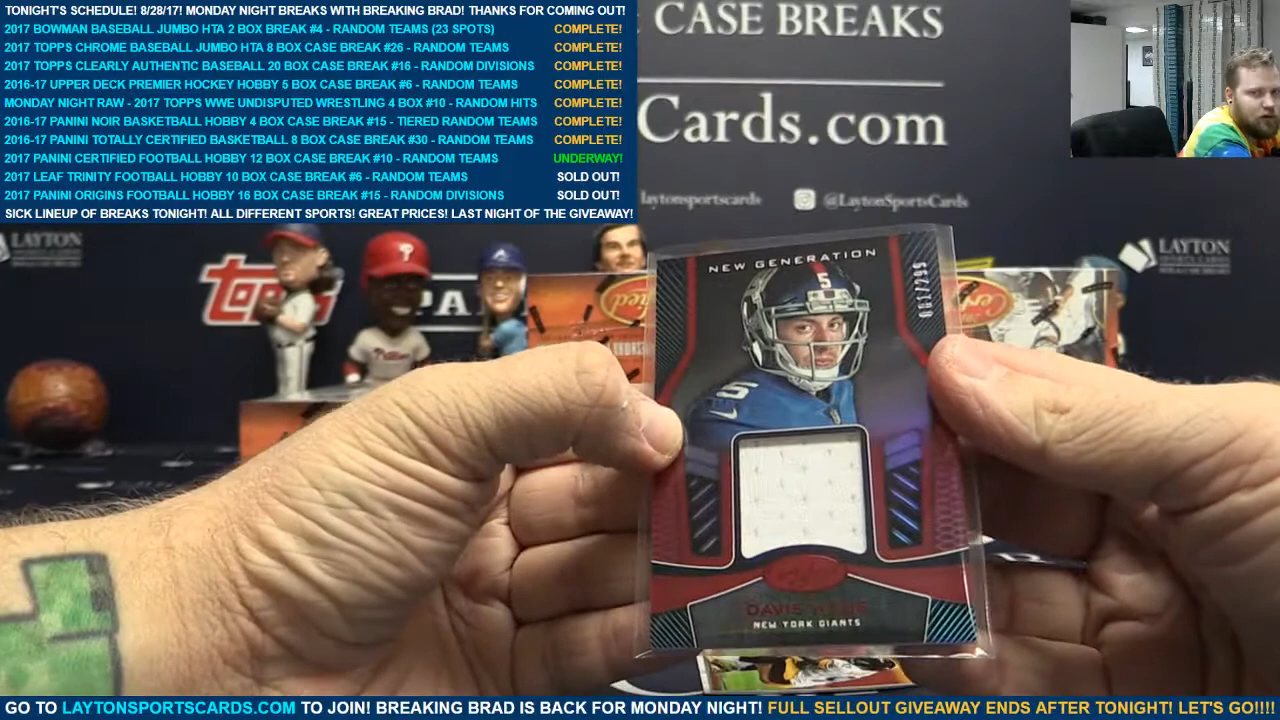 TONIGHT'S SCHEDULE! 8/28/17! MONDAY NIGHT BREAKS WITH BREAKING BRAD! THANKS FOR COMING OUT!
2017 BOWMAN BASEBALL JUMBO HTA 2 BOX BREAK #4 - RANDOM TEAMS (23 SPOTS) COMPLETE!
2017 TOPPS CHROME BASEBALL JUMBO HTA 8 BOX CASE BREAK #26 - RANDOM TEAMS COMPLETE!
2017 TOPPS CLEARLY AUTHENTIC BASEBALL 20 BOX CASE BREAK #16 - RANDOM DIVISIONS COMPLETE!
2016-17 UPPER DECK PREMIER HOCKEY HOBBY 5 BOX CASE BREAK #6 - RANDOM TEAMS COMPLETE!
MONDAY NIGHT RAW - 2017 TOPPS WWE UNDISPUTED WRESTLING 4 BOX #10 - RANDOM HITS COMPLETE!
2016-17 PANINI NOIR BASKETBALL HOBBY 4 BOX CASE BREAK #15 - TIERED RANDOM TEAMS COMPLETE!
2016-17 PANINI TOTALLY CERTIFIED BASKETBALL 8 BOX CASE BREAK #30 - RANDOM TEAMS COMPLETE!
2017 PANINI CERTIFIED FOOTBALL HOBBY 12 BOX CASE BREAK #10 - RANDOM TEAMS UNDERWAY!
2017 LEAF TRINITY FOOTBALL HOBBY 10 BOX CASE BREAK #6 - RANDOM TEAMS SOLD OUT!
2017 PANINI ORIGINS FOOTBALL HOBBY 16 BOX CASE BREAK #15 - RANDOM DIVISIONS SOLD OUT!
SICK LINEUP OF BREAKS TONIGHT! ALL DIFFERENT SPORTS! GREAT PRICES! LAST NIGHT OF THE GIVEAWAY!
CASE BREAKS
Cards.com
laytonsportscards @LaytonSportsCards
LAYTON
LAYTON
topps
PA
Phillies
NEW GENERATION
5
5
DAVIS
NEW YORK GIANTS
GO TO LAYTONSPORTSCARDS.COM TO JOIN! BREAKING BRAD IS BACK FOR MONDAY NIGHT! FULL SELLOUT GIVEAWAY ENDS AFTER TONIGHT! LET'S GO!!!!